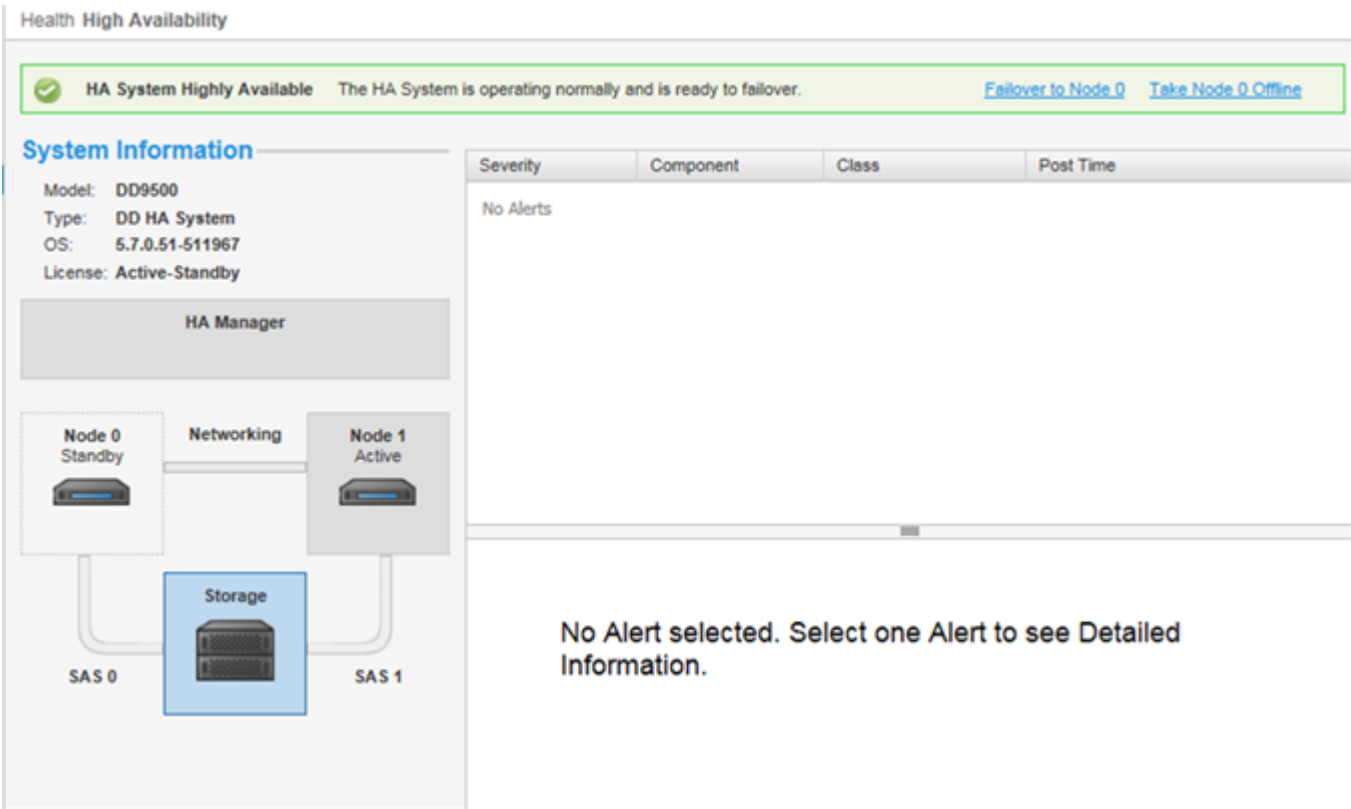 Health High Availability
HA System Highly Available The HA System is operating normally and is ready to failover. Failover to Node 0 Take Node 0 Offline
System Information
Model: DD9500
Type: DD HA System
OS: 5.7.0.51-511967
License: Active-Standby
HA Manager
Node 0
Standby
Networking
Node 1
Active
Storage
SAS 0
SAS 1
Severity Component Class Post Time
No Alerts
No Alert selected. Select one Alert to see Detailed
Information.